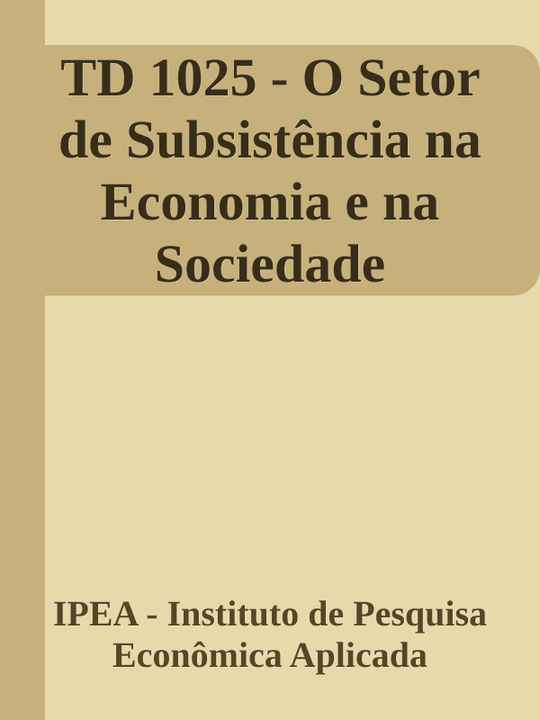 TD 1025 - O Setor
de Subsistência na
Economia e na
Sociedade
IPEA - Instituto de Pesquisa
Econômica Aplicada